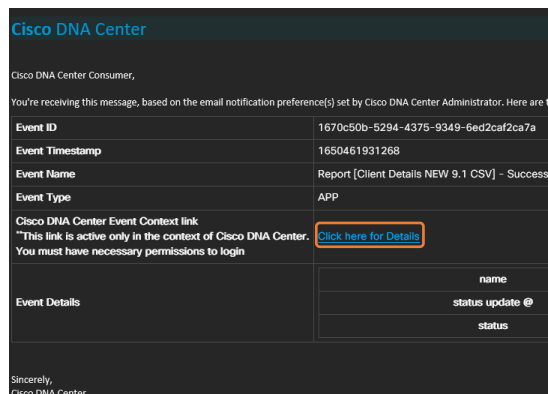 Cisco DNA Center
Cisco DNA Center Consumer,
You're receiving this message, based on the email notification preference(s) set by Cisco DNA Center Administrator. Here are
Event ID 1670c50b-5294-4375-9349-6ed2caf2ca7a
Event Timestamp 1650461931268
Event Name Report [Client Details NEW 9.1 CSV] - Success
Event Type APP
Cisco DNA Center Event Context link
**This link is active only in the context of Cisco DNA Center. Click here for Details
You must have necessary permissions to login
name
Event Details status update @
status
Sincerely,
Cisco DNA Center